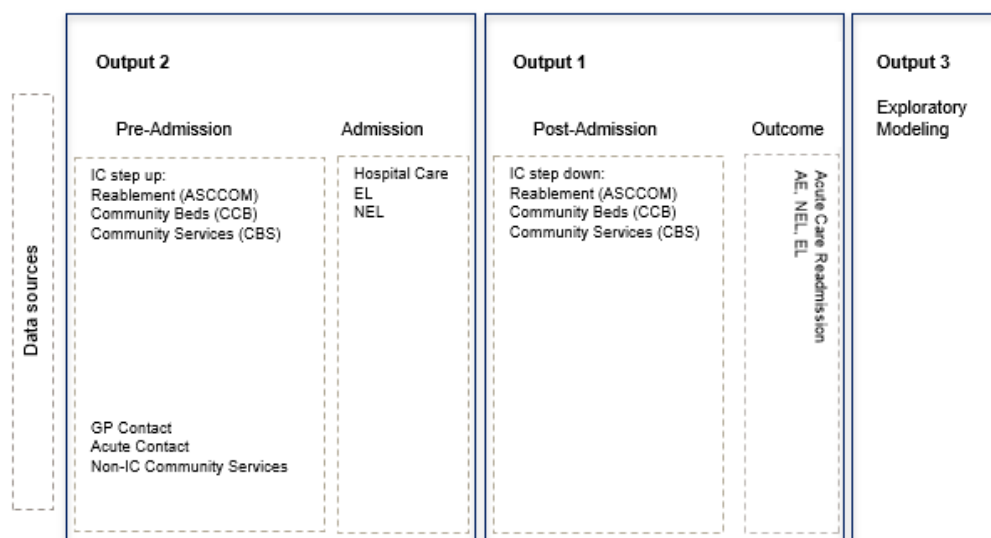 Data sources
Output 2
Pre-Admission
IC step up:
Reablement (ASCCOM)
Community Beds (CCB)
Community Services (CBS)
GP Contact
Acute Contact
Non-IC Community Services
Admission
Hospital Care
EL
NEL
Output 1
Post-Admission
IC step down:
Reablement (ASCCOM)
Community Beds (CCB)
Community Services (CBS)
Outcome
Acute Care Readmission
AE, NEL, EL
Output 3
Exploratory
Modeling